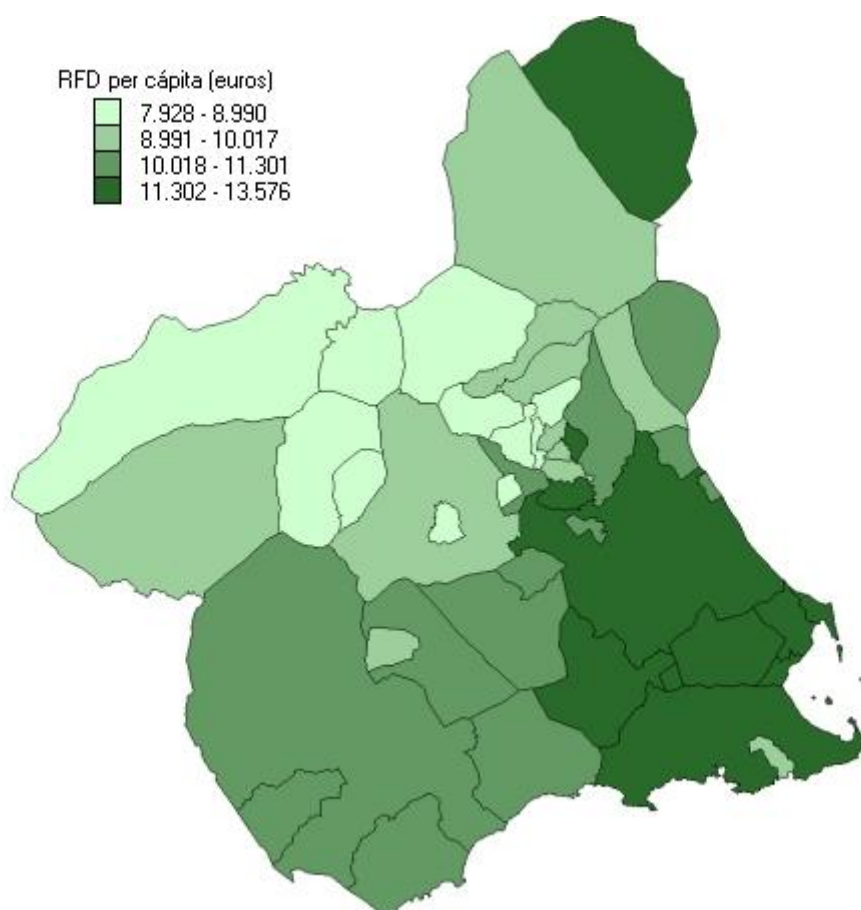 RFD per cápita (euros)
7.928 - 8.990
8.991 - 10.017
10.018 - 11.301
11.302 - 13.576